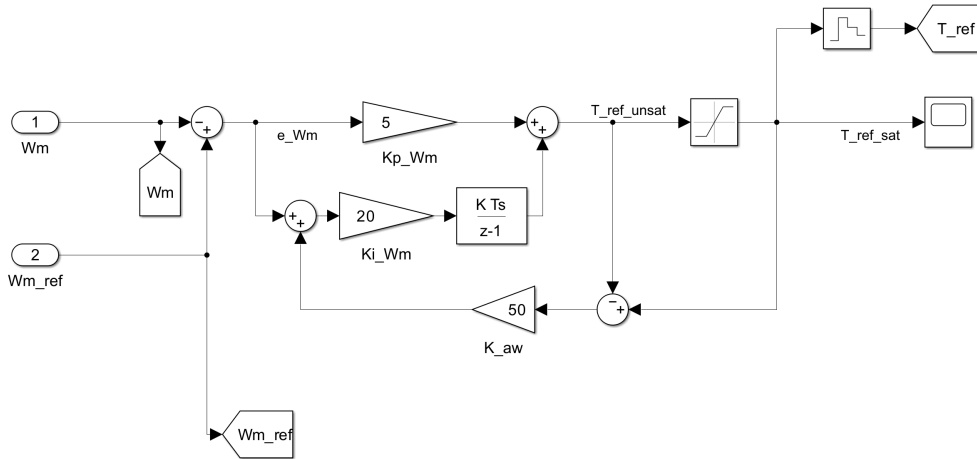 T_ref
1
Wm
−
+
e_Wm
5
Kp_Wm
+
+
T_ref_unsat
T_ref_sat
Wm
+
+
20
Ki_Wm
K Ts
z-1
2
Wm_ref
50
K_aw
−
+
Wm_ref